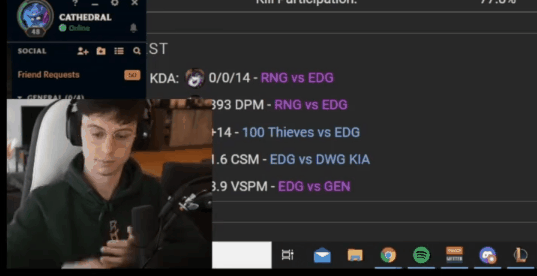 CATHEDRAL
Online
48
SOCIAL
Friend Requests
50
GENERAL (0/4)
Kill Participation:
77.8%
ST
KDA: 0/0/14 - RNG vs EDG
393 DPM - RNG vs EDG
+14 - 100 Thieves vs EDG
1.6 CSM - EDG vs DWG KIA
3.9 VSPM - EDG vs GEN